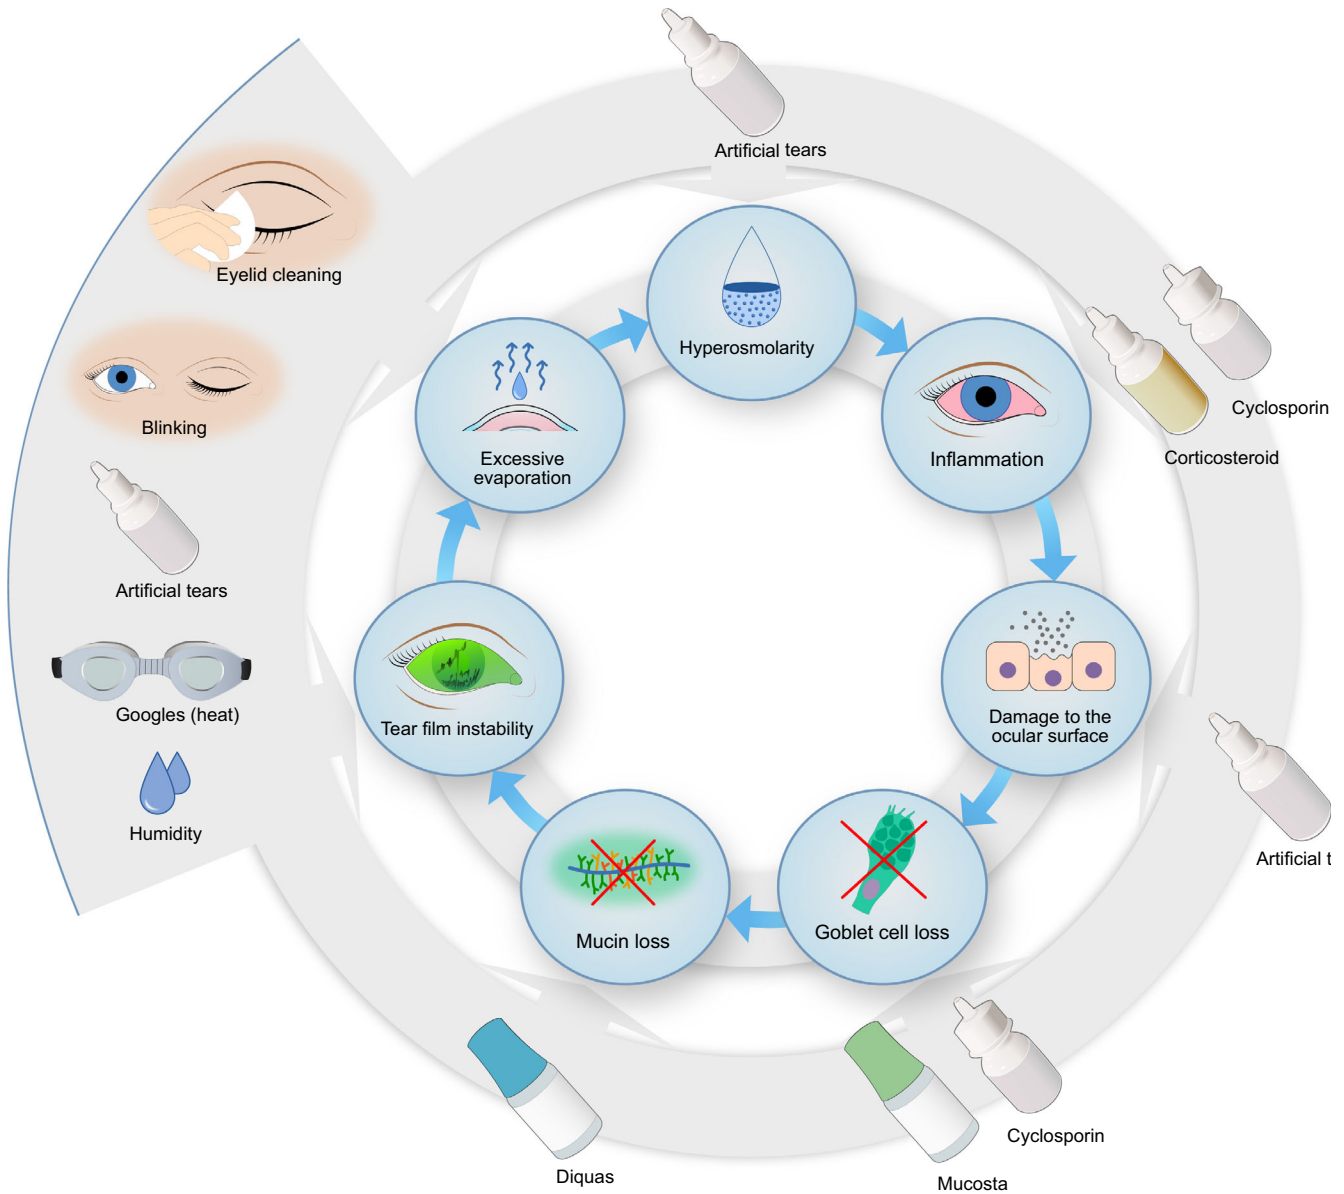 Artificial tears
Eyelid cleaning
Hyperosmolarity
Blinking
Cyclosporin
Excessive
evaporation
Inflammation
Corticosteroid
Artificial tears
Googles (heat)
Tear film instability
Damage to the
ocular surface
Humidity
Artificial t
Mucin loss
Goblet cell loss
Cyclosporin
Diquas
Mucosta